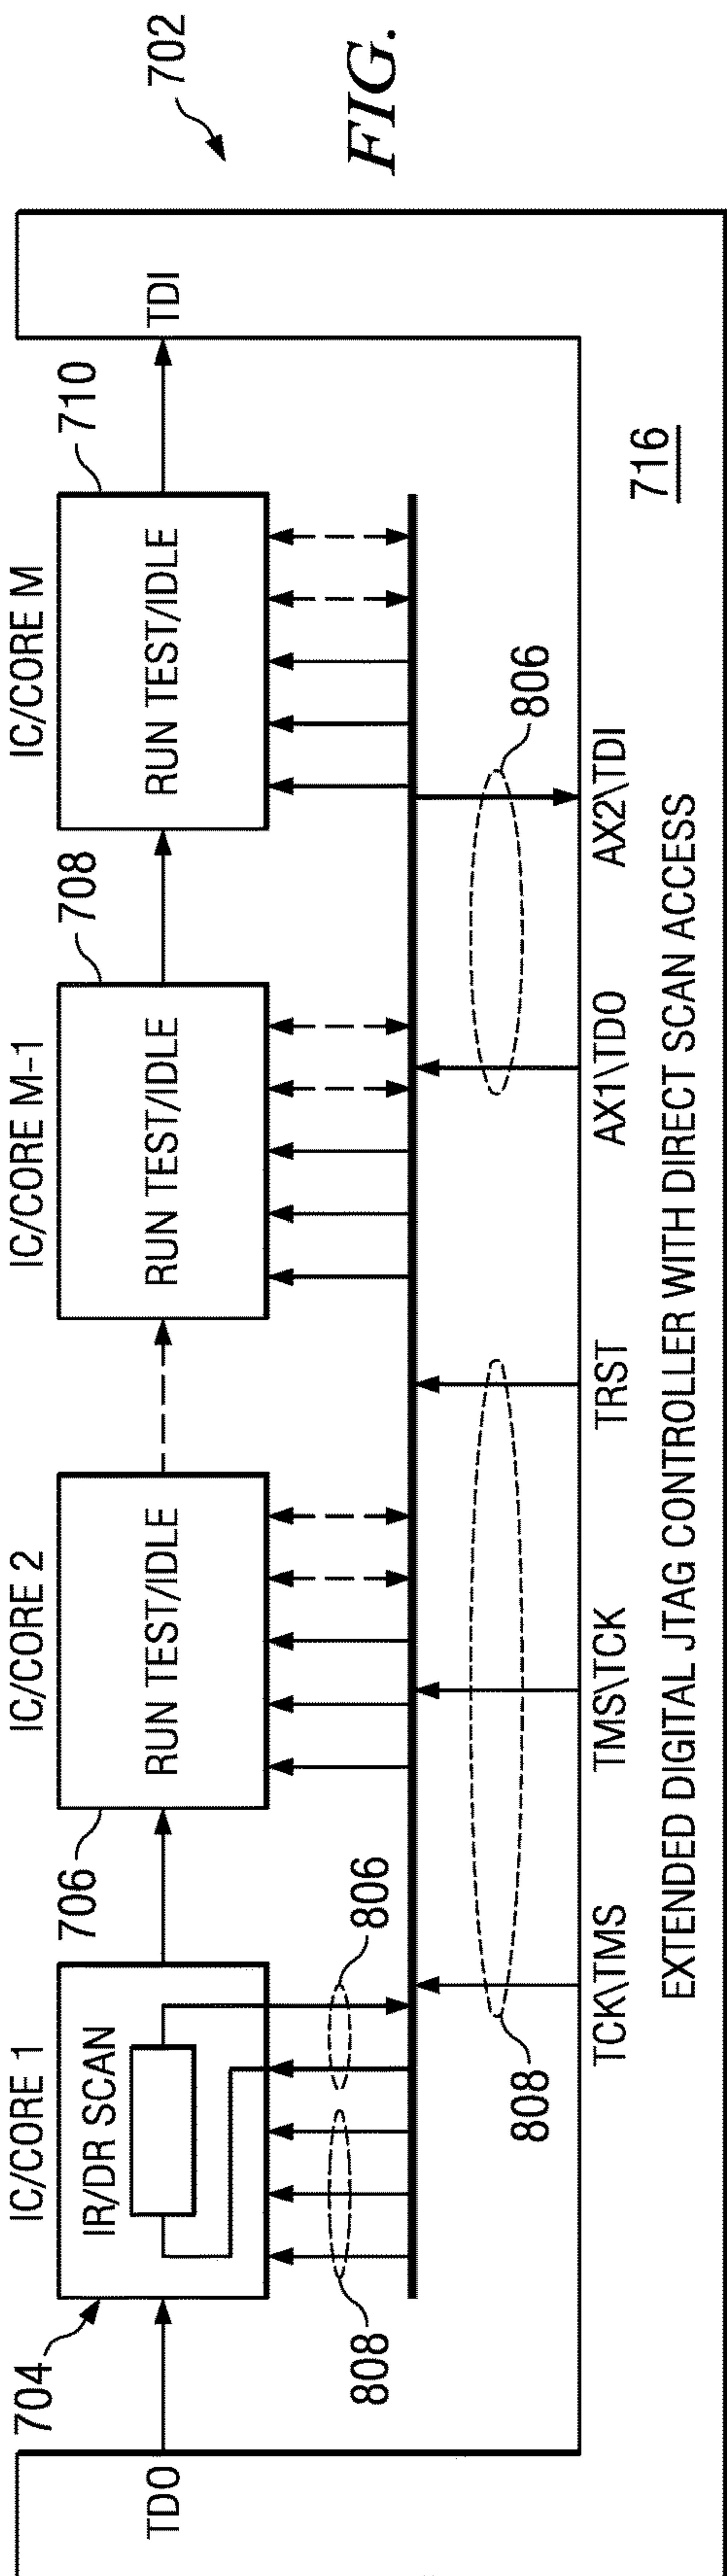 FIG.
702
IC/CORE 1
IC/CORE 2
IC/CORE M-1
IC/CORE M
704
706
708
710
TDO
IR/DR SCAN
RUN TEST/IDLE
RUN TEST/IDLE
RUN TEST/IDLE
TDI
808
806
808
806
TCK\TMS
TMS\TCK
TRST
AX1\TDO
AX2\TDI
716
EXTENDED DIGITAL JTAG CONTROLLER WITH DIRECT SCAN ACCESS